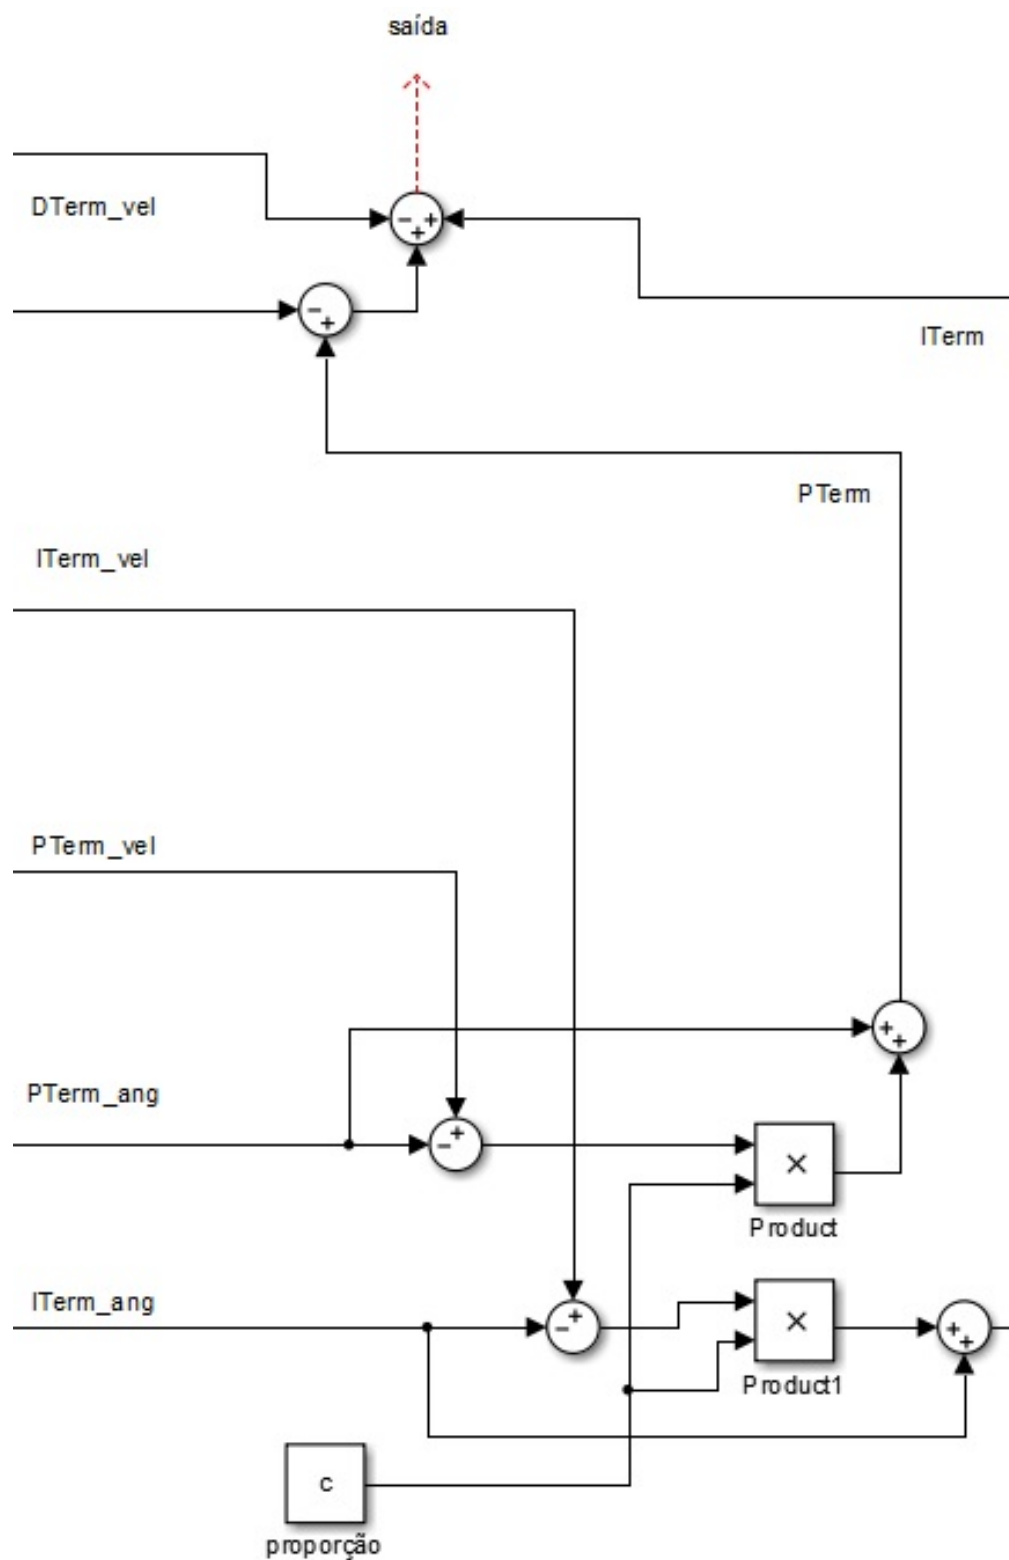 saída
DTerm_vel
ITerm
PTerm
ITerm_vel
PTerm_vel
PTerm_ang
×
Product
ITerm_ang
×
Product1
c
proporção